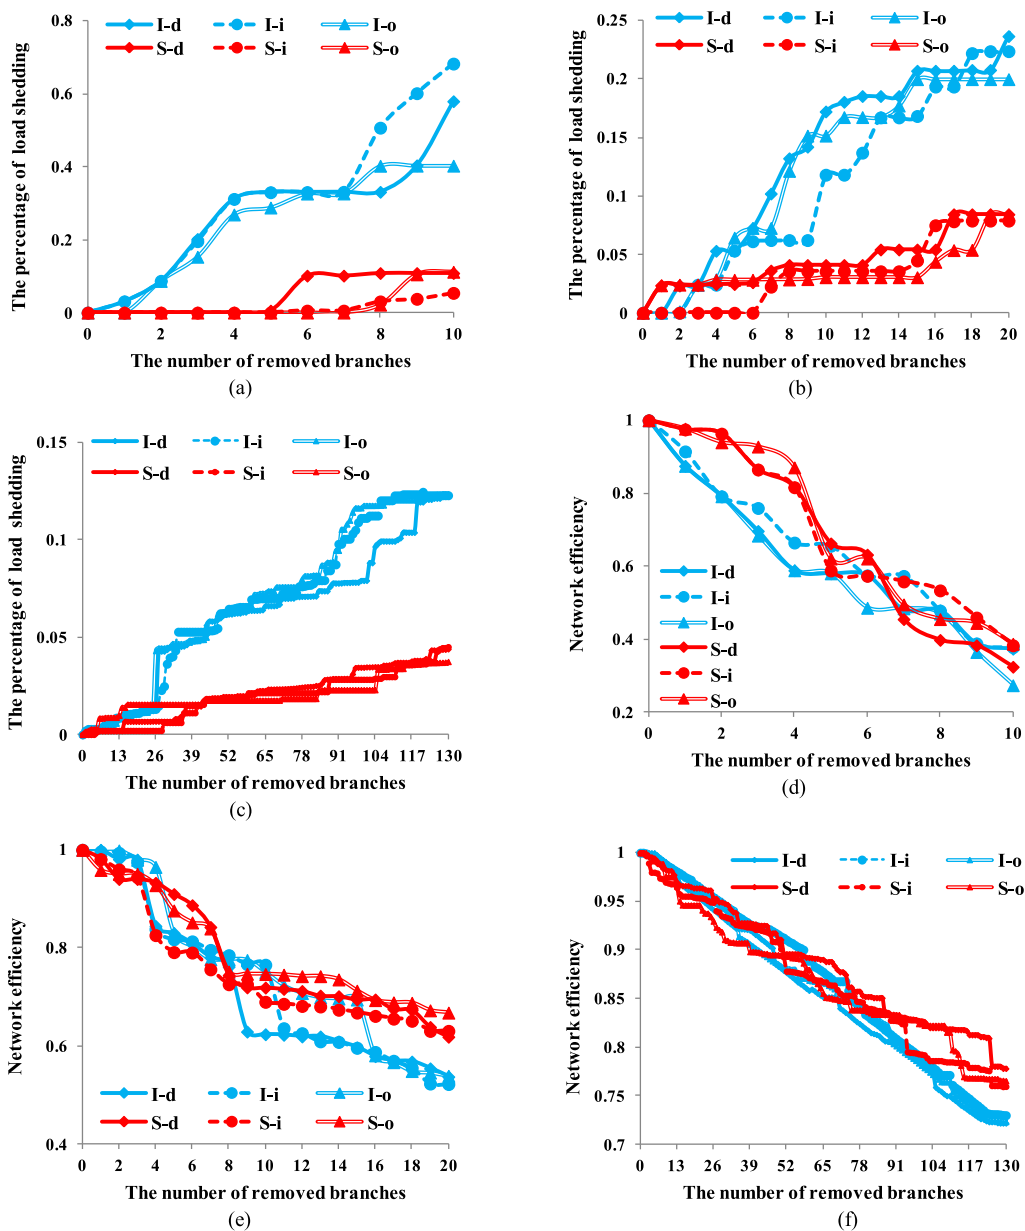 I-d I-i I-o
S-d S-i S-o
The percentage of load shedding
0.8
0.6
0.4
0.2
0
0 2 4 6 8 10
The number of removed branches
(a)
I-d I-i I-o
S-d S-i S-o
The percentage of load shedding
0.25
0.2
0.15
0.1
0.05
0
0 2 4 6 8 10 12 14 16 18 20
The number of removed branches
(b)
I-d I-i I-o
S-d S-i S-o
The percentage of load shedding
0.15
0.1
0.05
0
0 13 26 39 52 65 78 91 104 117 130
The number of removed branches
(c)
Network efficiency
1
0.8
0.6
0.4
0.2
I-d
I-i
I-o
S-d
S-i
S-o
0 2 4 6 8 10
The number of removed branches
(d)
Network efficiency
1
0.8
0.6
0.4
I-d I-i I-o
S-d S-i S-o
0 2 4 6 8 10 12 14 16 18 20
The number of removed branches
(e)
I-d I-i I-o
S-d S-i S-o
Network efficiency
1
0.95
0.9
0.85
0.8
0.75
0.7
0 13 26 39 52 65 78 91 104 117 130
The number of removed branches
(f)